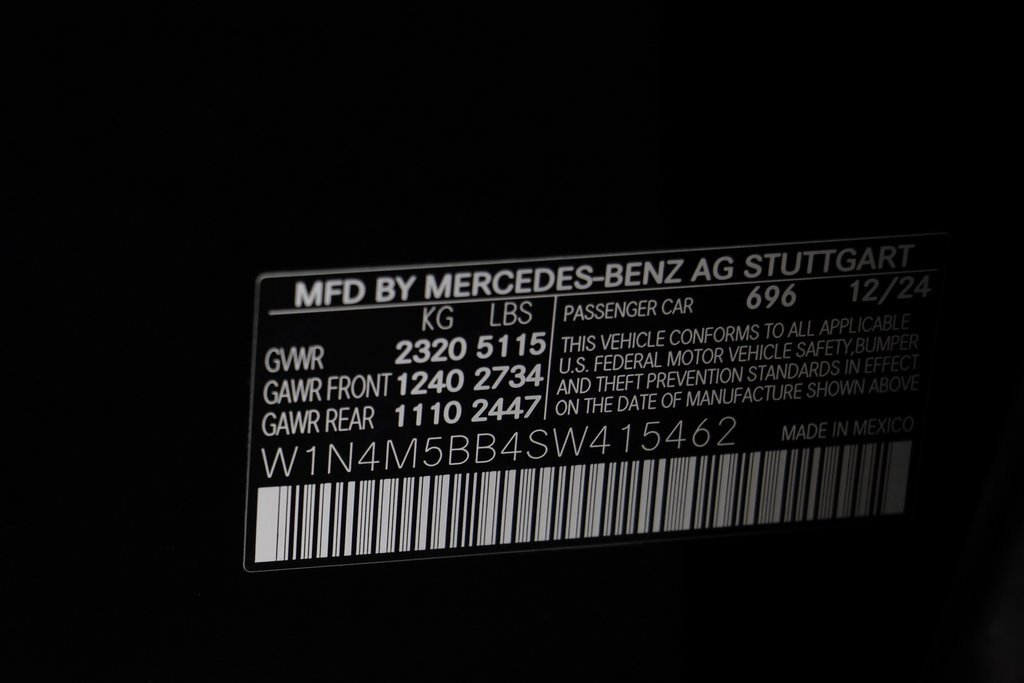 MFD BY MERCEDES-BENZ AG STUTTGART
KG LBS
GVWR 2320 5115
GAWR FRONT 1240 2734
GAWR REAR 1110 2447
PASSENGER CAR 696 12/24
THIS VEHICLE CONFORMS TO ALL APPLICABLE
U.S. FEDERAL MOTOR VEHICLE SAFETY,BUMPER
AND THEFT PREVENTION STANDARDS IN EFFECT
ON THE DATE OF MANUFACTURE SHOWN ABOVE
W1N4M5BB4SW415462 MADE IN MEXICO